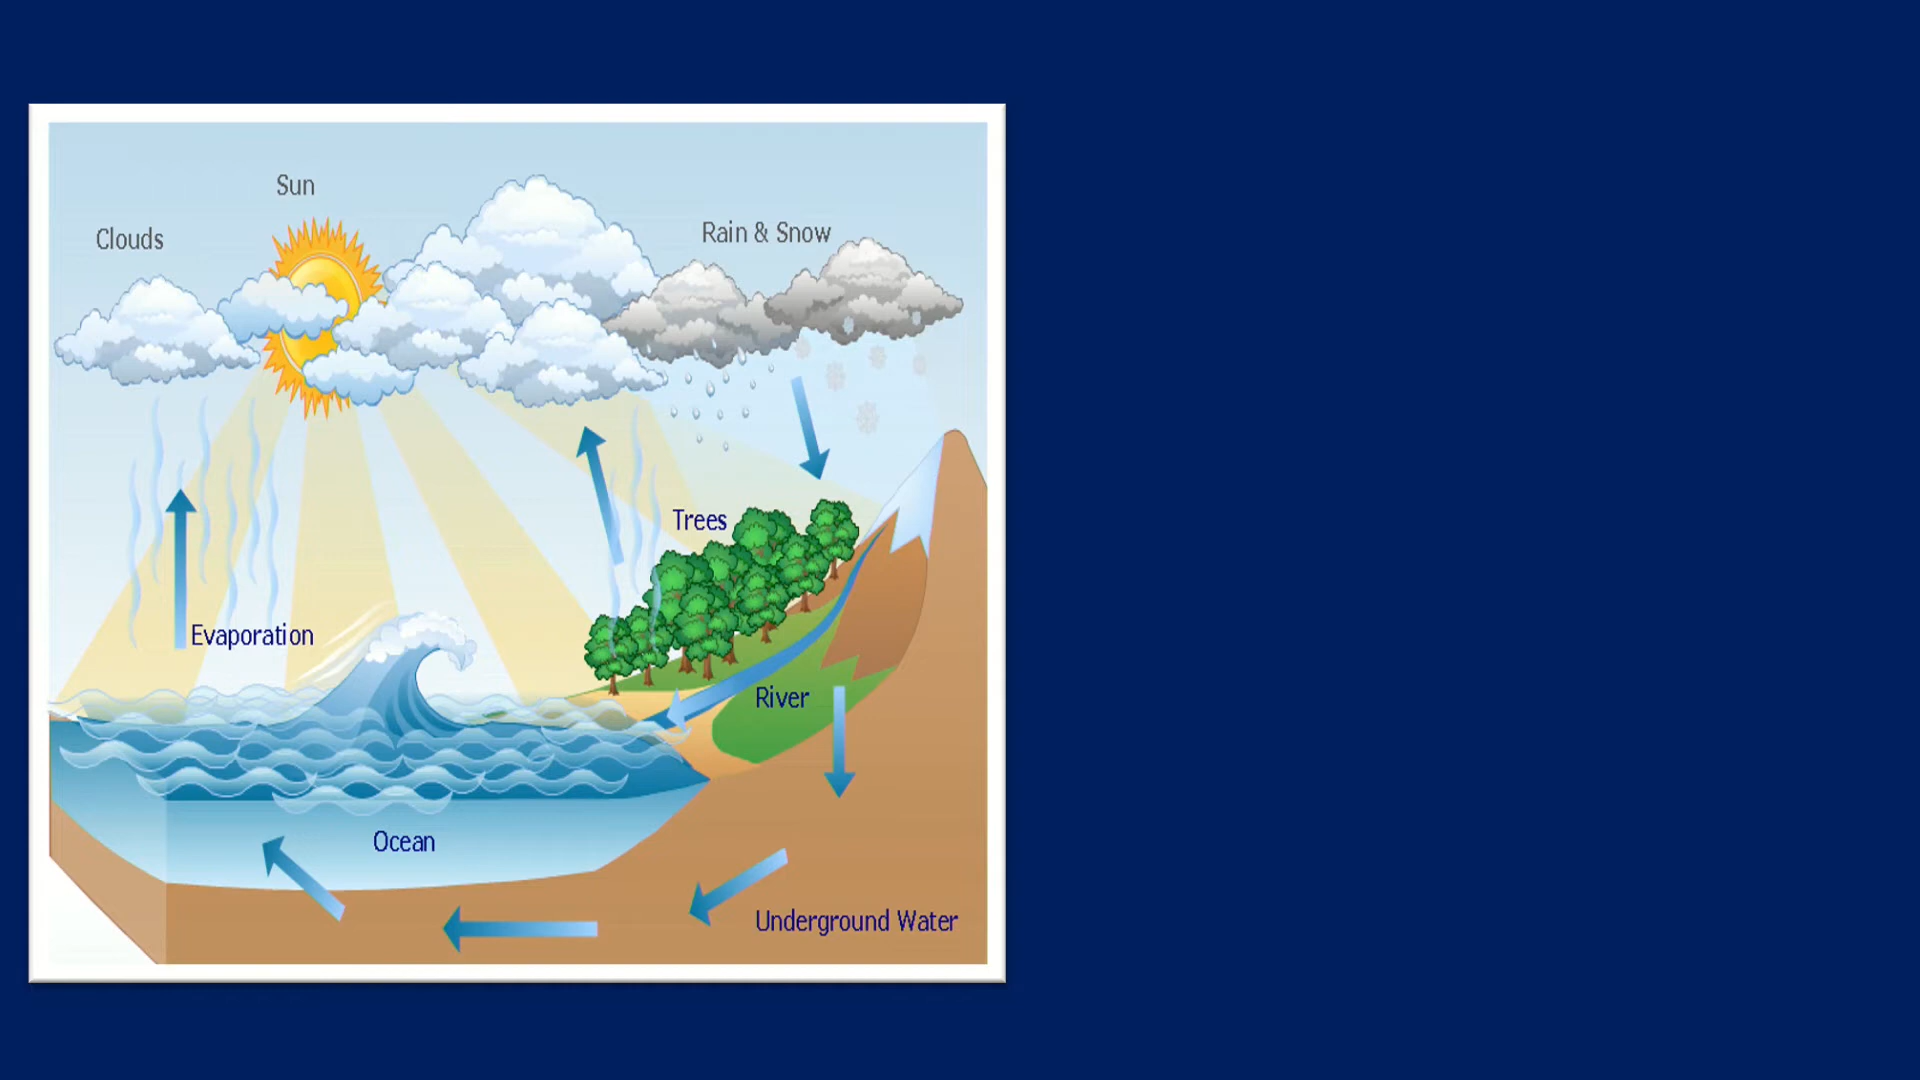 Sun
Clouds
Rain & Snow
Trees
Evaporation
River
Ocean
Underground Water